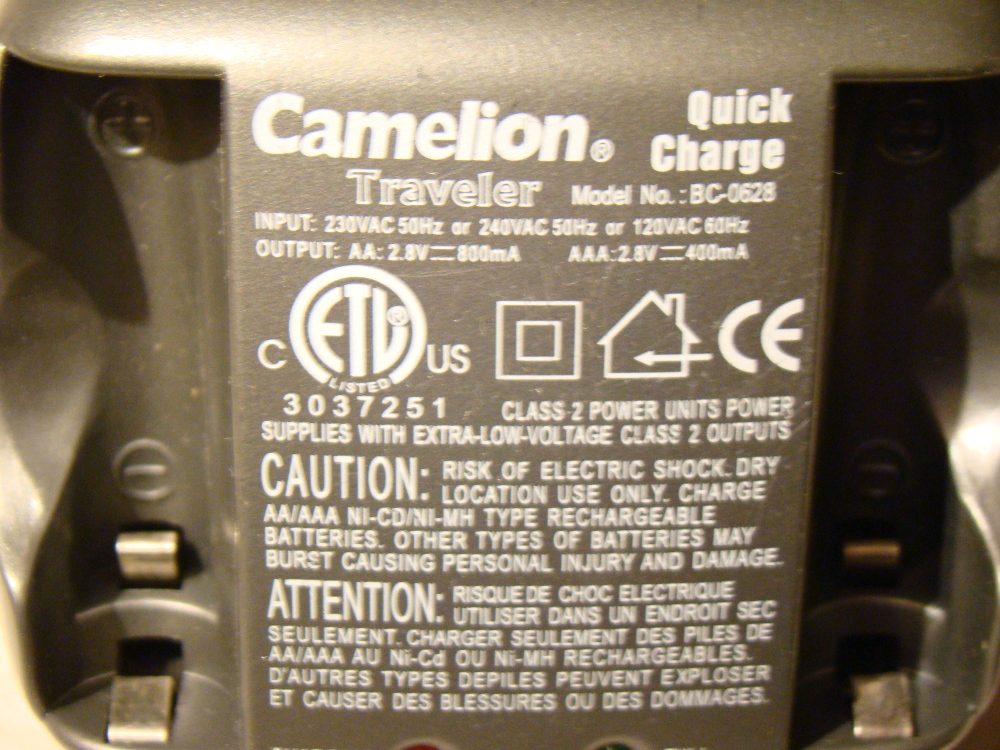 Camelion® Quick Charge
Traveler Model No.: BC-0628
INPUT: 230VAC 50Hz or 240VAC 50Hz or 120VAC 60Hz
OUTPUT: AA: 2.8V 800mA AAA: 2.8V 400mA
C ETL® US CE
LISTED
3037251 CLASS 2 POWER UNITS POWER
SUPPLIES WITH EXTRA-LOW-VOLTAGE CLASS 2 OUTPUTS
CAUTION: RISK OF ELECTRIC SHOCK. DRY
LOCATION USE ONLY. CHARGE
AA/AAA NI-CD/NI-MH TYPE RECHARGEABLE
BATTERIES. OTHER TYPES OF BATTERIES MAY
BURST CAUSING PERSONAL INJURY AND DAMAGE.
ATTENTION: RISQUE DE CHOC ELECTRIQUE
UTILISER DANS UN ENDROIT SEC
SEULEMENT. CHARGER SEULEMENT DES PILES DE
AA/AAA AU Ni-Cd OU Ni-MH RECHARGEABLES.
D'AUTRES TYPES DEPILES PEUVENT EXPLOSER
ET CAUSER DES BLESSURES OU DES DOMMAGES.